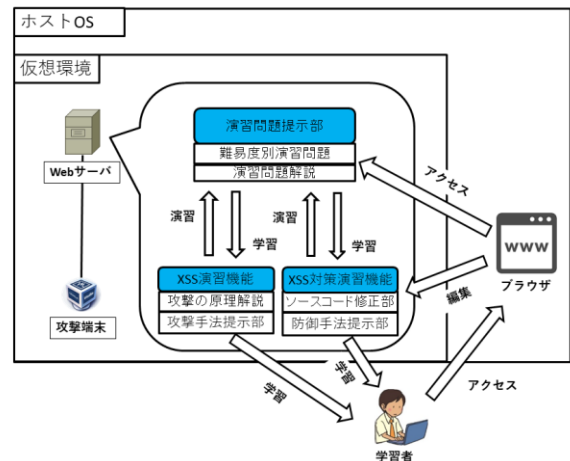 ホストOS
仮想環境
演習問題提示部
難易度別演習問題
演習問題解説
Webサーバ
アクセス
演習
学習
演習
学習
www
ブラウザ
XSS演習機能
攻撃の原理解説
攻撃手法提示部
XSS対策演習機能
ソースコード修正部
防御手法提示部
編集
攻撃端末
学習
学習
アクセス
学習者